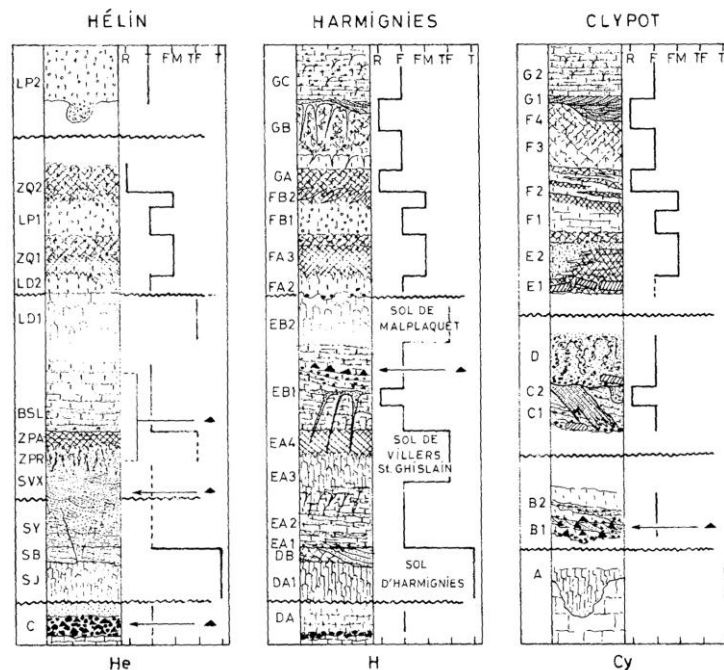 HÉLIN
R T FM TF T
LP2
ZQ2
LP1
ZQ1
LD2
LD1
BSL
ZPA
ZPR
SVX
SY
SB
SJ
C
He
HARMIGNIES
R F FM TF T
GC
GB
GA
FB2
FB1
FA3
FA2
EB2
SOL DE
MALPLAQUET
EB1
EA4
SOL DE
VILLERS
St. GHISLAIN
EA3
EA2
EA1
DB
DA1
SOL
D'HARMIGNIES
DA
H
CLYPOT
R F FM TF T
G2
G1
F4
F3
F2
F1
E2
E1
D
C2
C1
B2
B1
A
Cy